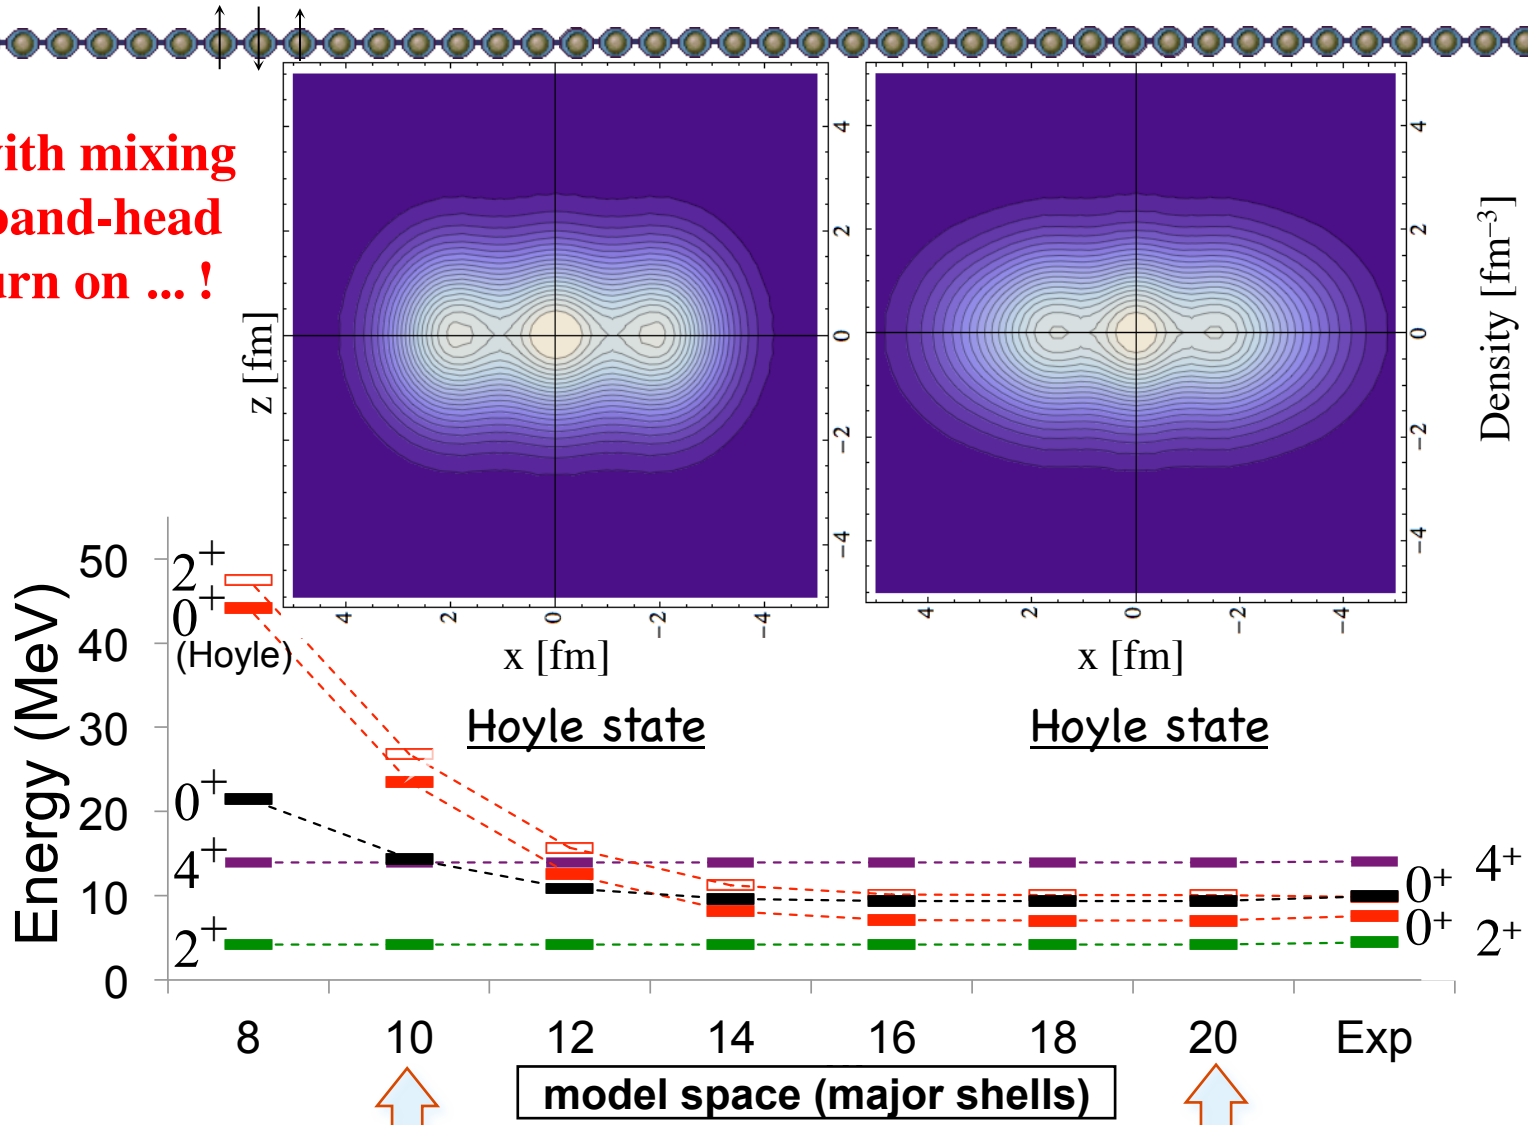 with mixing
band-head
turn on ... !
z [fm]
4
2
0
−2
−4
4
2
0
−2
−4
x [fm]
Hoyle state
4
2
0
−2
−4
4
2
0
−2
−4
x [fm]
Hoyle state
Density [fm⁻³]
Energy (MeV)
50
40
30
20
10
0
2⁺
0⁺
(Hoyle)
0⁺
4⁺
2⁺
0⁺ 4⁺
0⁺ 2⁺
8 10 12 14 16 18 20 Exp
model space (major shells)